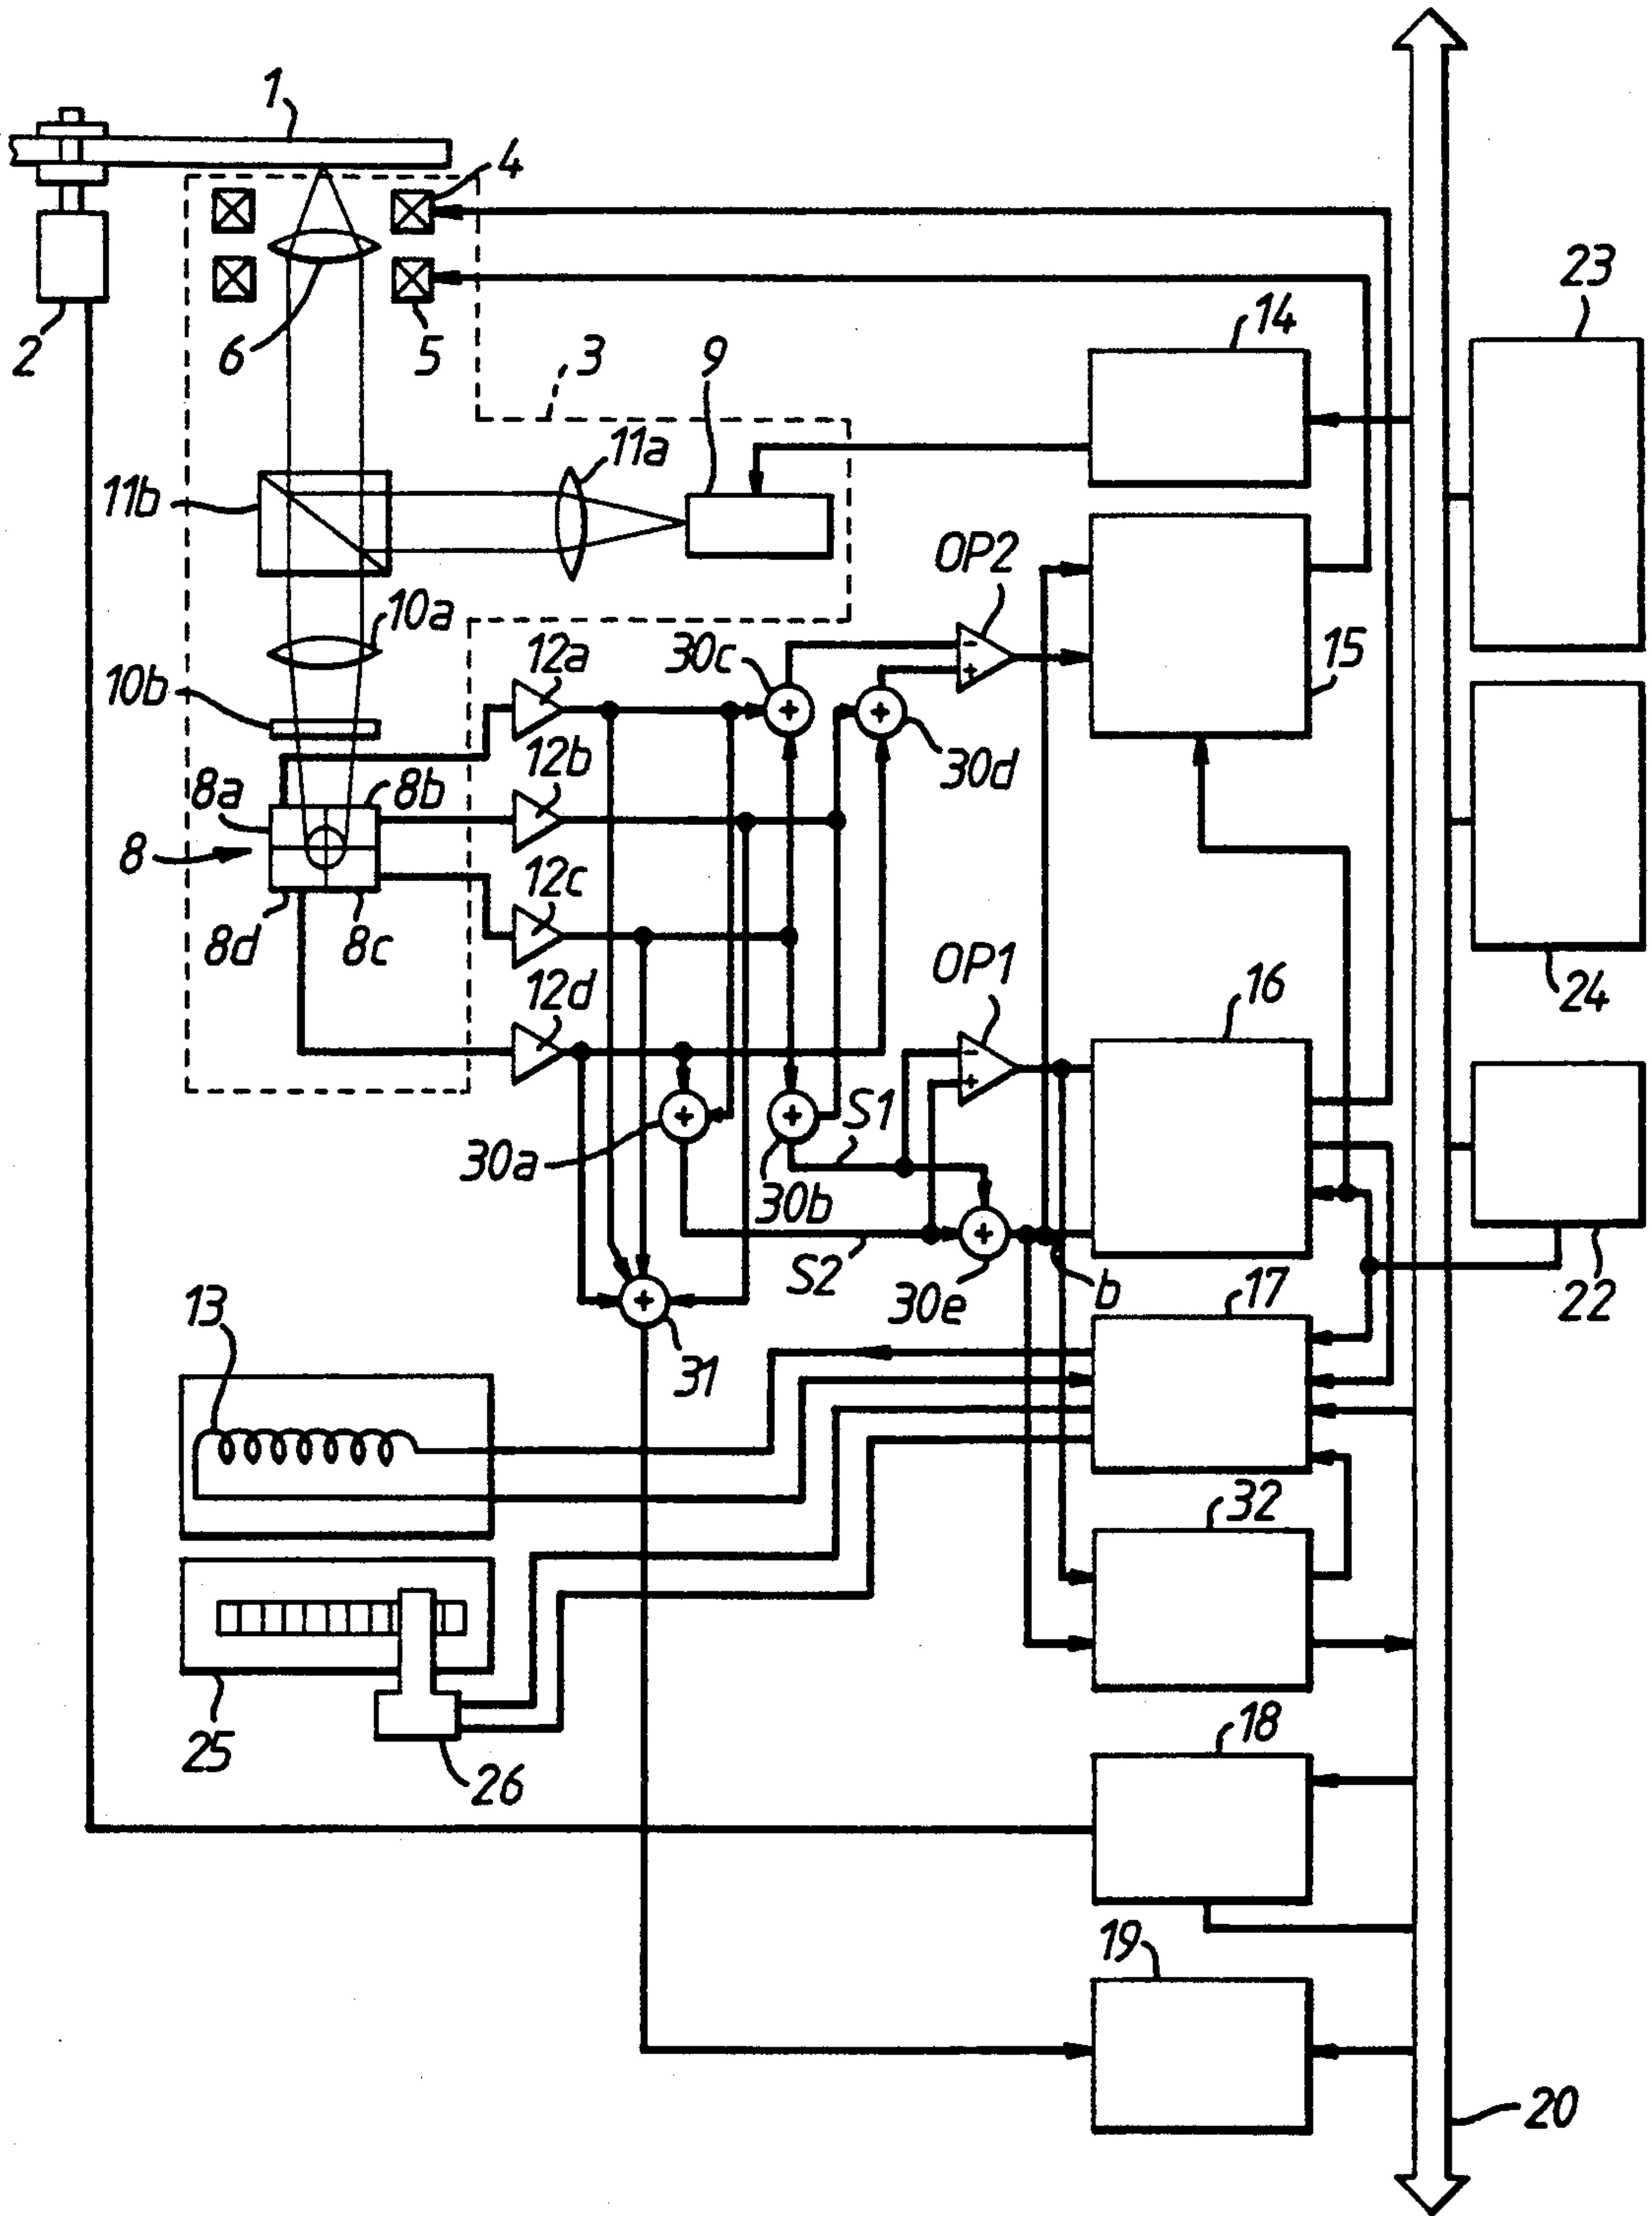 1
4
23
2
6
5
3
9
14
11a
11b
OP2
10a
12a
30c
15
10b
-
+
+
+
12b
30d
8a
8b
8
12c
8d
8c
OP1
16
24
12d
-
+
+
+
S1
30a
30b
+
S2
30e
b
22
13
+
17
31
32
25
26
18
19
20